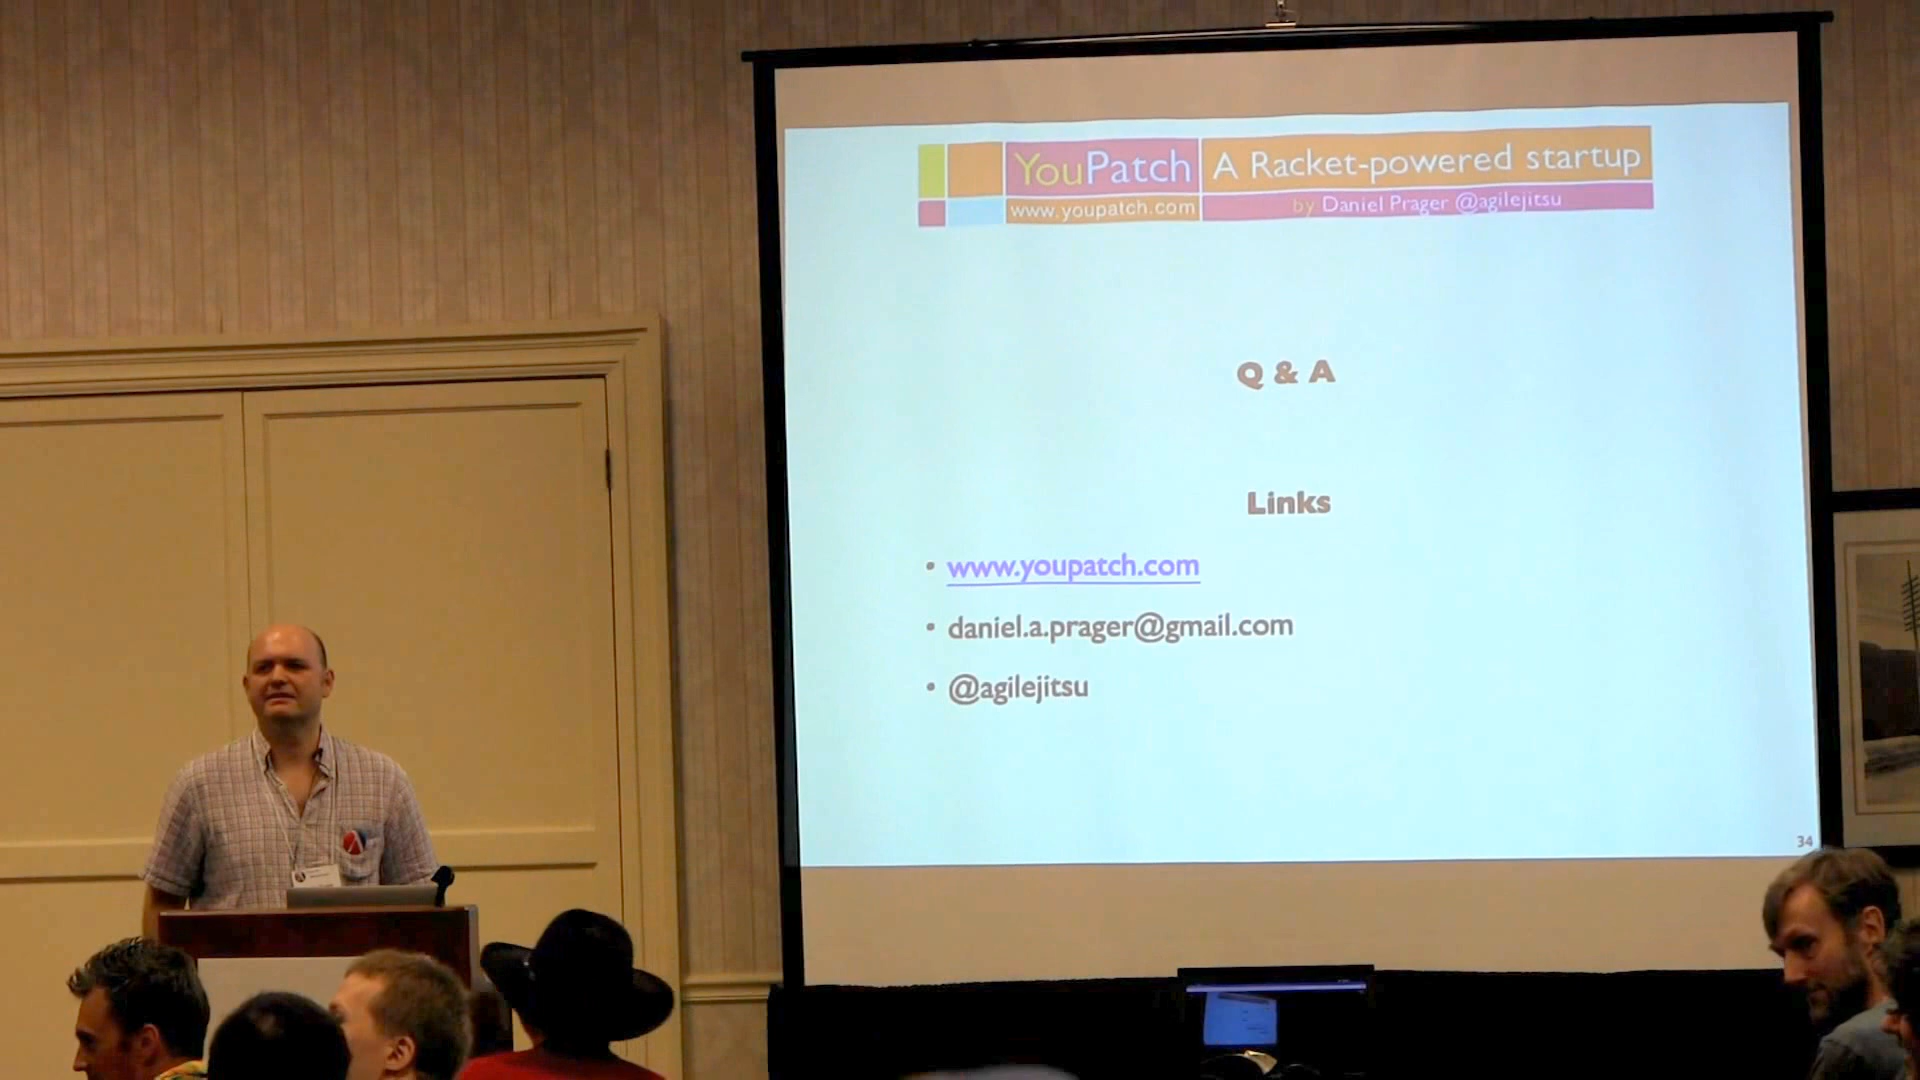 YouPatch
A Racket-powered startup
www.youpatch.com
by Daniel Prager @agilejitsu
Q & A
Links
• www.youpatch.com
• daniel.a.prager@gmail.com
• @agilejitsu
34